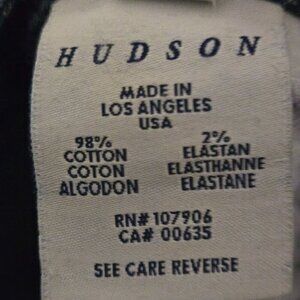 HUDSON
MADE IN
LOS ANGELES
USA
98%
COTTON
COTON
ALGODON
2%
ELASTAN
ELASTHANNE
ELASTANE
RN# 107906
CA# 00635
SEE CARE REVERSE